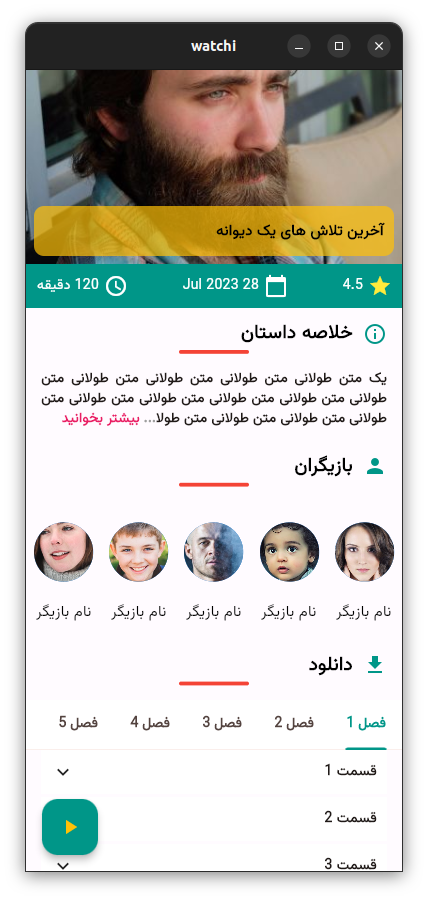 watchi
آخرین تلاش های یک دیوانه
4.5
28 Jul 2023
120 دقیقه
خلاصه داستان
یک متن طولانی متن طولانی متن طولانی متن طولانی متن
طولانی متن طولانی متن طولانی متن طولانی متن طولانی متن
طولانی متن طولانی متن طولانی متن طولا... بیشتر بخوانید
بازیگران
نام بازیگر
نام بازیگر
نام بازیگر
نام بازیگر
نام بازیگر
دانلود
فصل 1
فصل 2
فصل 3
فصل 4
فصل 5
قسمت 1
قسمت 2
قسمت 3